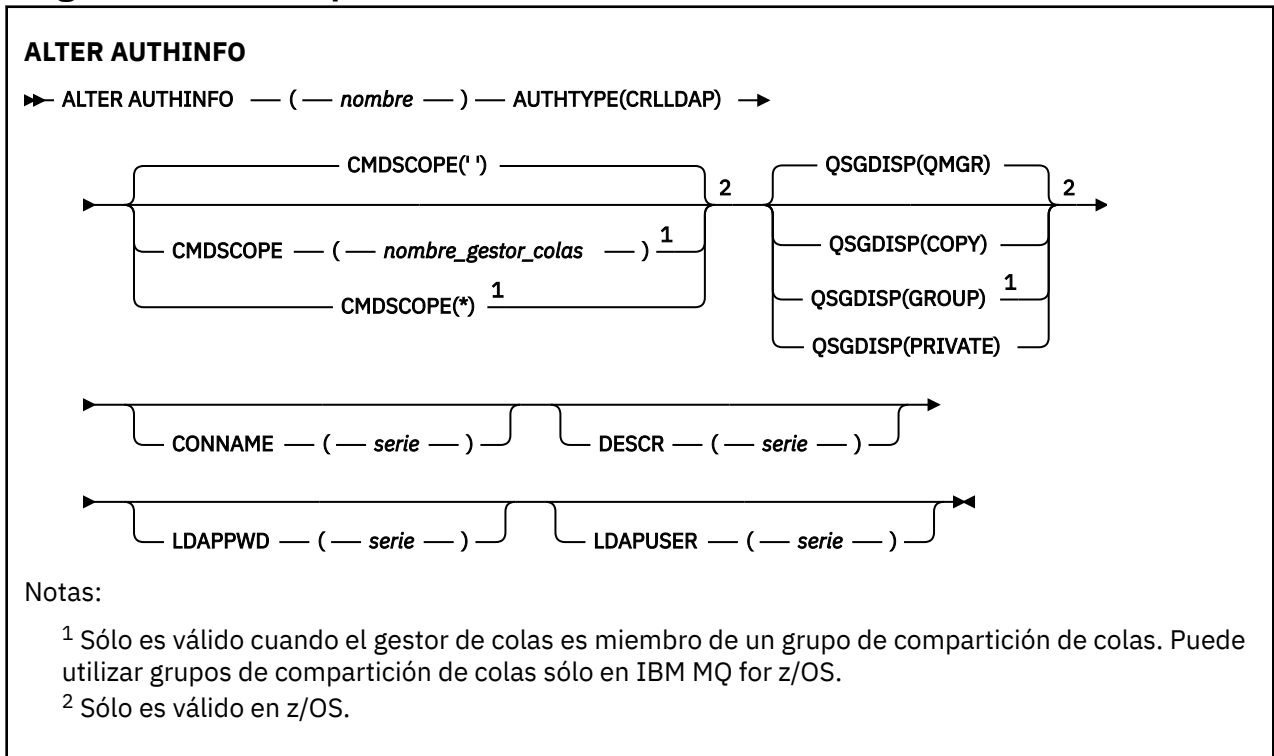 ALTER AUTHINFO
ALTER AUTHINFO ( nombre ) AUTHTYPE(CRLLDAP)
CMDSCOPE(' ') 2
CMDSCOPE ( nombre_gestor_colas ) 1
CMDSCOPE(*) 1
QSGDISP(QMGR) 2
QSGDISP(COPY)
QSGDISP(GROUP) 1
QSGDISP(PRIVATE)
CONNAME ( serie ) DESCR ( serie )
LDAPPWD ( serie ) LDAPUSER ( serie )
Notas:
1 Sólo es válido cuando el gestor de colas es miembro de un grupo de compartición de colas. Puede
utilizar grupos de compartición de colas sólo en IBM MQ for z/OS.
2 Sólo es válido en z/OS.